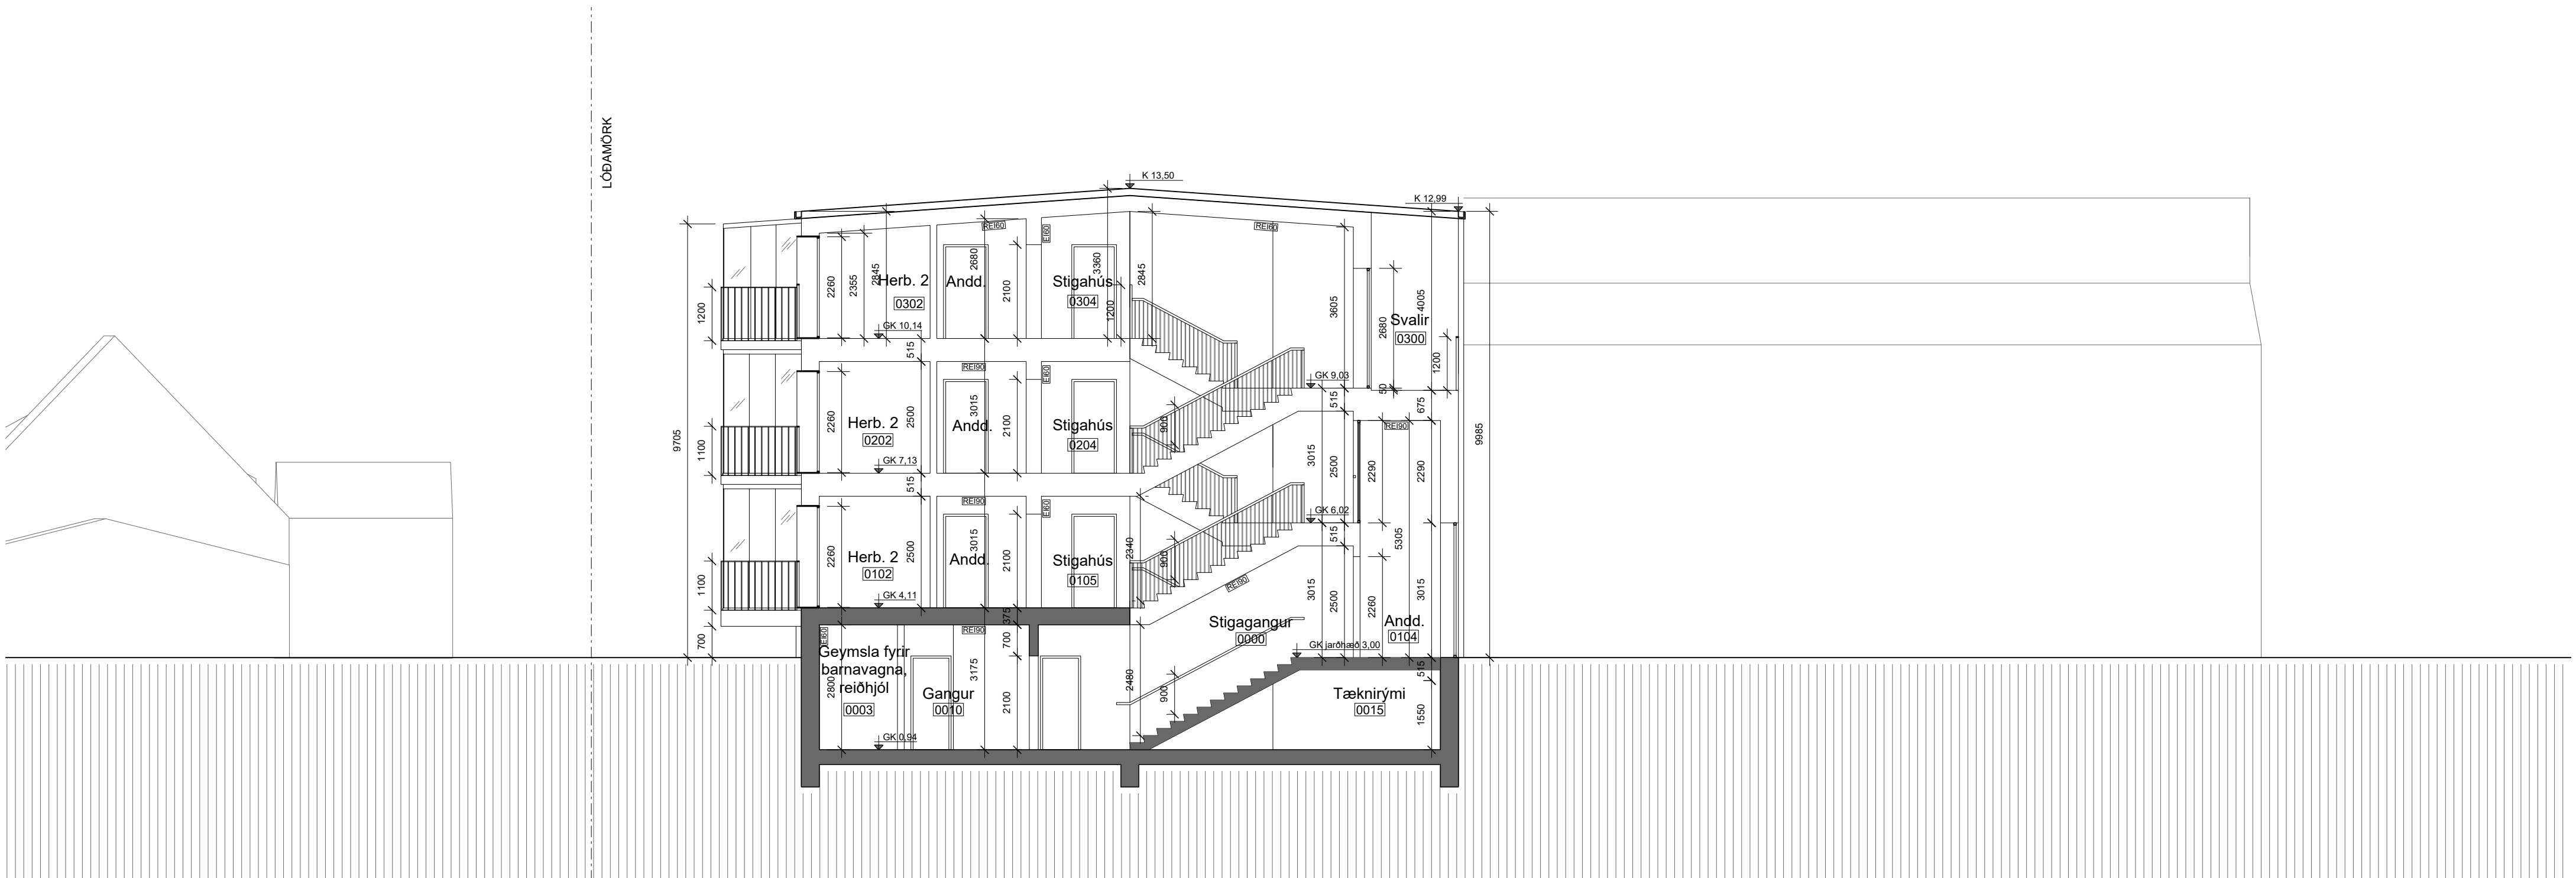 LÓÐAMÖRK
K 13,50
K 12,99
REI60
EI60
REI60
2260
2355
2845
Herb. 2
0302
Andd.
2680
2100
Stigahús
0304
3360
1200
2845
3605
2680
4005
Svalir
0300
1200
50
1200
GK 10,14
515
GK 9,03
515
675
9705
9985
REI90
EI60
REI90
2260
2500
Herb. 2
0202
Andd.
3015
2100
Stigahús
0204
900
3015
2500
2290
2290
1100
GK 7,13
515
GK 6,02
515
5305
REI90
EI60
2260
2500
Herb. 2
0102
Andd.
3015
2100
Stigahús
0105
2340
900
REI90
3015
2500
2260
3015
Andd.
0104
1100
GK 4,11
375
700
EI60
REI90
700
Stigagangur
0000
GK jarðhæð 3,00
515
Geymsla fyrir
barnavagna,
reiðhjól
0003
2800
Gangur
0010
3175
2100
2480
900
Tæknirými
0015
1550
GK 0,94